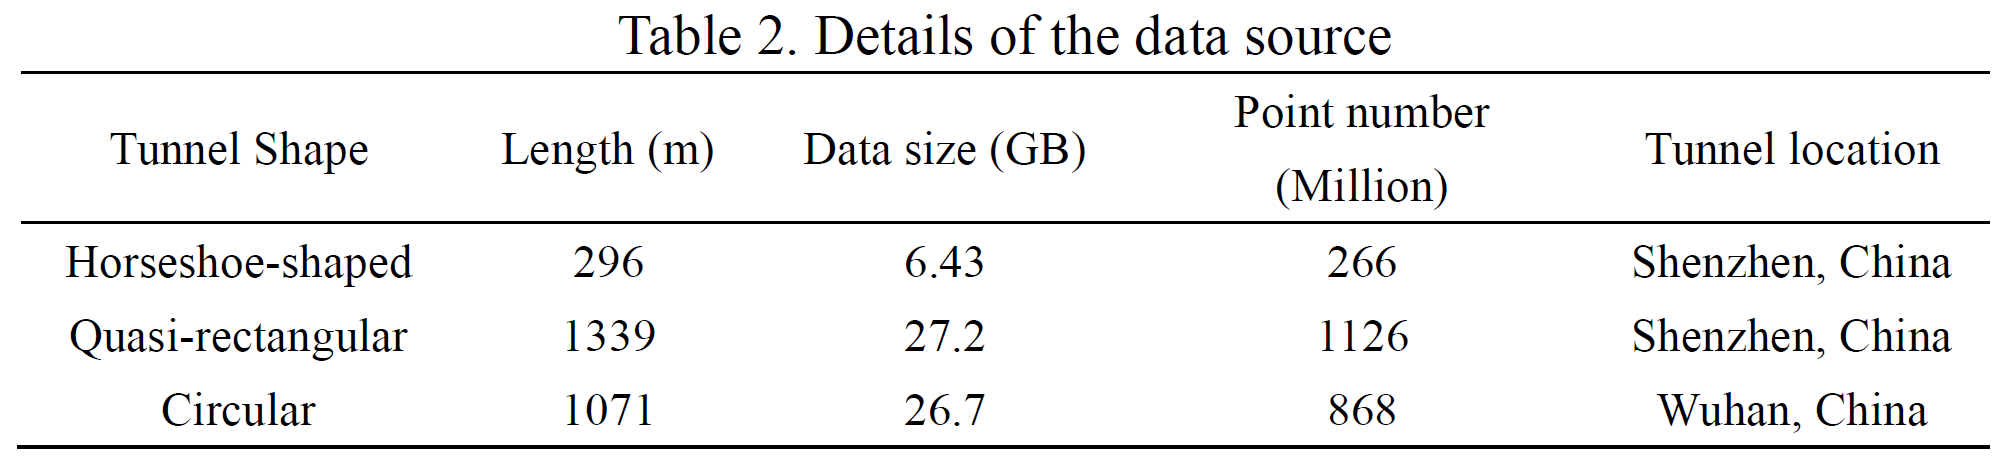 Table 2. Details of the data source
Tunnel Shape Length (m) Data size (GB) Point number (Million) Tunnel location
Horseshoe-shaped 296 6.43 266 Shenzhen, China
Quasi-rectangular 1339 27.2 1126 Shenzhen, China
Circular 1071 26.7 868 Wuhan, China